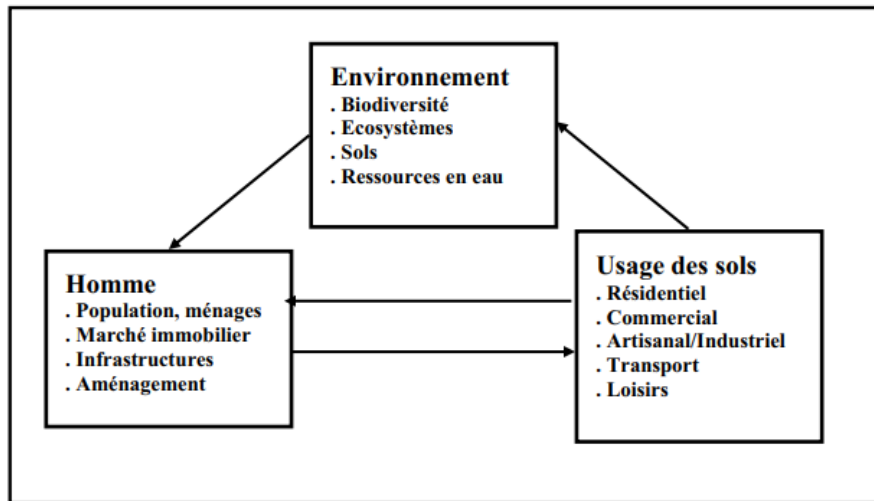 Environnement
. Biodiversité
. Ecosystèmes
. Sols
. Ressources en eau
Homme
. Population, ménages
. Marché immobilier
. Infrastructures
. Aménagement
Usage des sols
. Résidentiel
. Commercial
. Artisanal/Industriel
. Transport
. Loisirs